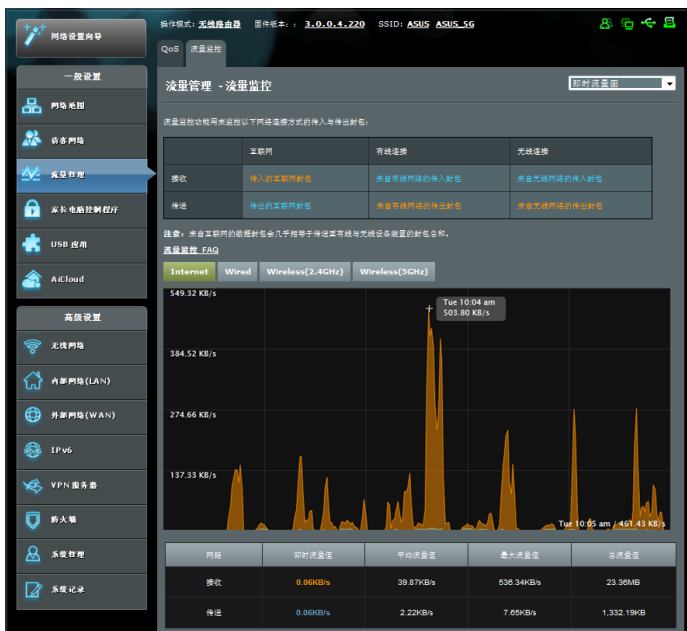 网络设置向导
操作模式: 无线路由器 固件版本: : 3.0.0.4.220 SSID: ASUS ASUS_5G
QoS 流量监控
一般设置
网络地图
访客网络
流量管理
家长电脑控制程序
USB 应用
AiCloud
高级设置
无线网络
内部网络(LAN)
外部网络(WAN)
IPv6
VPN 服务器
防火墙
系统管理
系统记录
流量管理 - 流量监控
即时流量图
流量监控功能用来监控以下网络连接方式的传入与传出封包:
互联网 有线连接 无线连接
接收 传入的互联网封包 来自有线网络的传入封包 来自无线网络的传入封包
传送 传出的互联网封包 来自有线网络的传出封包 来自无线网络的传出封包
注意: 来自互联网的数据封包会几乎相等于传送至有线与无线设备装置的封包总和。
流量监控 FAQ
Internet Wired Wireless(2.4GHz) Wireless(5GHz)
549.32 KB/s
Tue 10:04 am
503.80 KB/s
384.52 KB/s
274.66 KB/s
137.33 KB/s
Tue 10:05 am / 461.43 KB/s
网络 即时流量值 平均流量值 最大流量值 总流量值
接收 0.06KB/s 39.87KB/s 536.34KB/s 23.36MB
传送 0.06KB/s 2.22KB/s 7.65KB/s 1,332.19KB